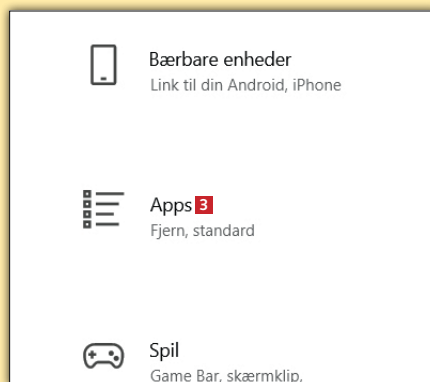 Bærbare enheder
Link til din Android, iPhone
Apps 3
Fjern, standard
Spil
Game Bar, skærmklip,